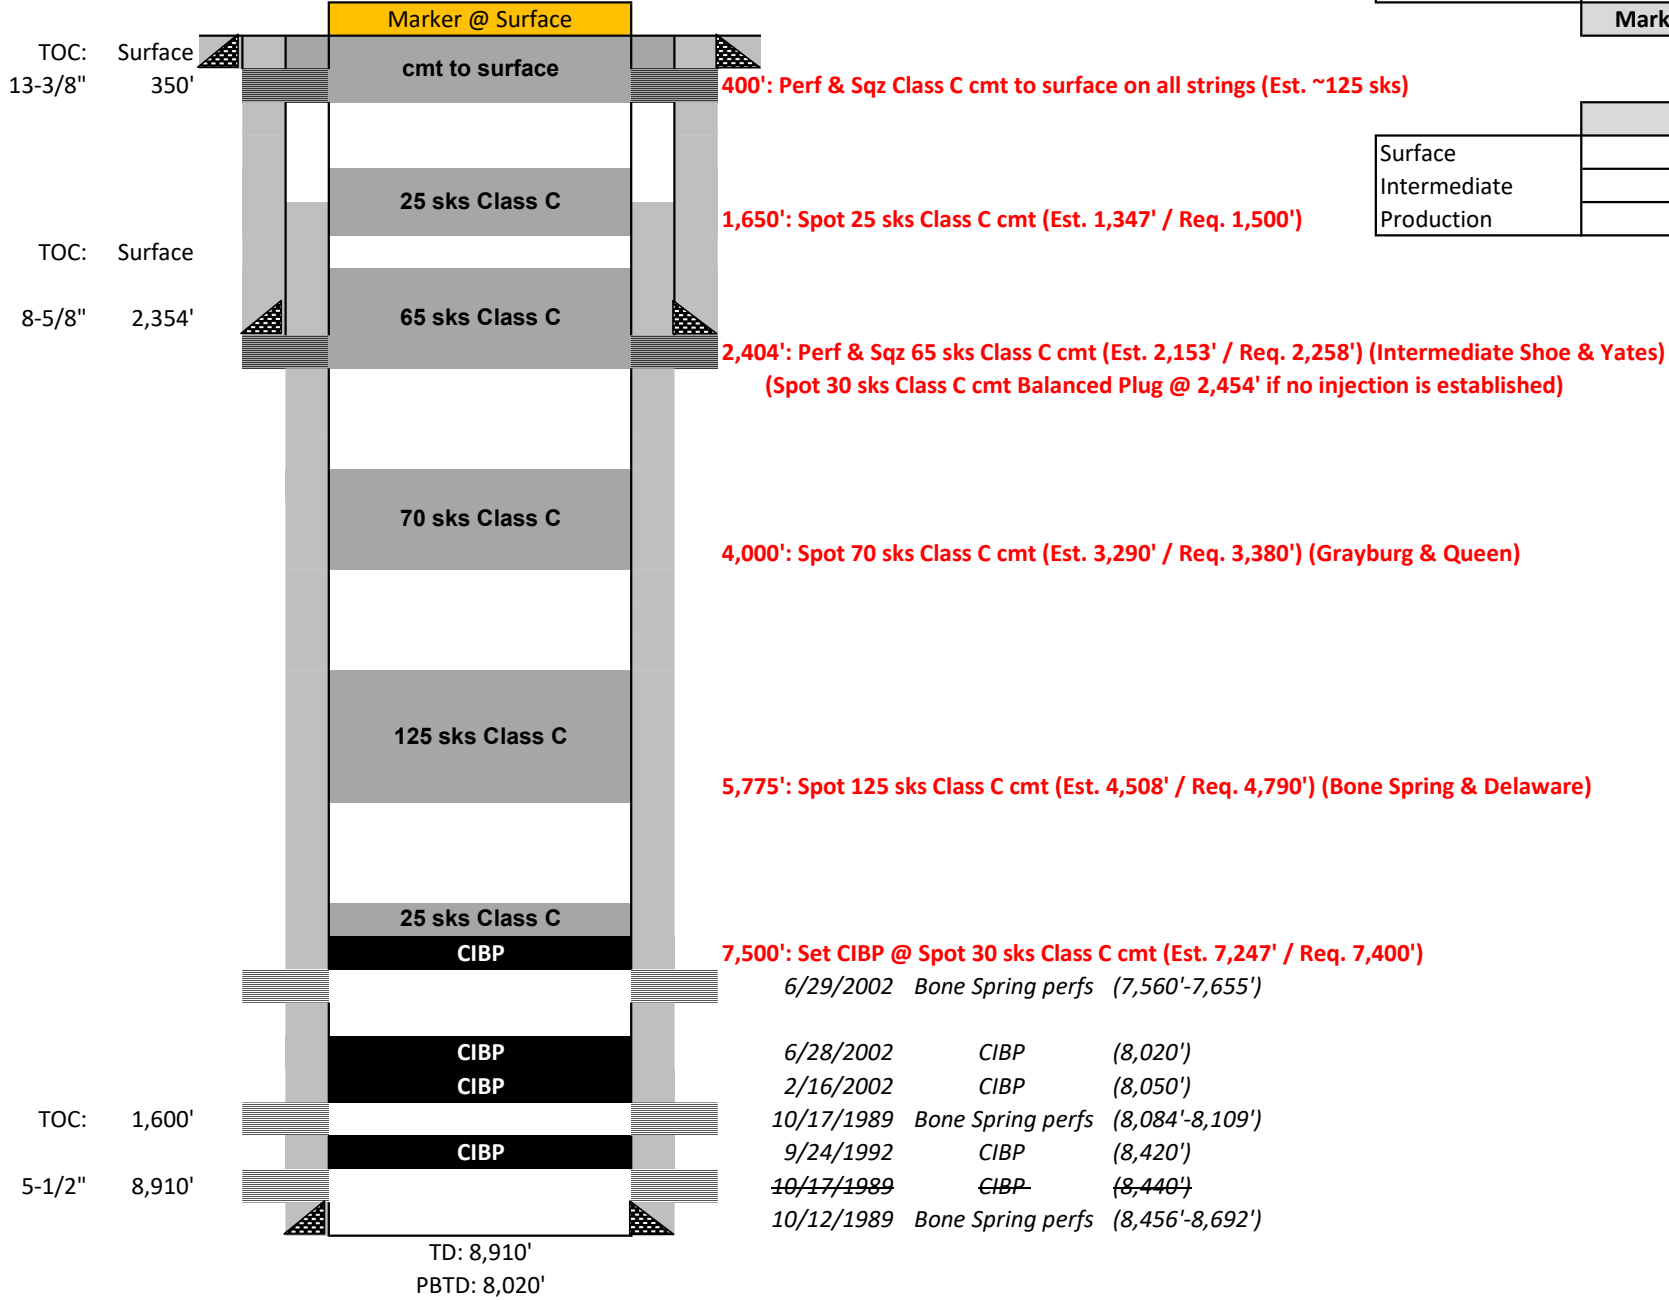 Marker @ Surface
Mark
TOC: Surface
cmt to surface
13-3/8" 350'
400': Perf & Sqz Class C cmt to surface on all strings (Est. ~125 sks)
Surface
Intermediate
Production
25 sks Class C
1,650': Spot 25 sks Class C cmt (Est. 1,347' / Req. 1,500')
TOC: Surface
8-5/8" 2,354'
65 sks Class C
2,404': Perf & Sqz 65 sks Class C cmt (Est. 2,153' / Req. 2,258') (Intermediate Shoe & Yates)
(Spot 30 sks Class C cmt Balanced Plug @ 2,454' if no injection is established)
70 sks Class C
4,000': Spot 70 sks Class C cmt (Est. 3,290' / Req. 3,380') (Grayburg & Queen)
125 sks Class C
5,775': Spot 125 sks Class C cmt (Est. 4,508' / Req. 4,790') (Bone Spring & Delaware)
25 sks Class C
CIBP
7,500': Set CIBP @ Spot 30 sks Class C cmt (Est. 7,247' / Req. 7,400')
6/29/2002 Bone Spring perfs (7,560'-7,655')
CIBP
6/28/2002 CIBP (8,020')
CIBP
2/16/2002 CIBP (8,050')
TOC: 1,600'
10/17/1989 Bone Spring perfs (8,084'-8,109')
CIBP
9/24/1992 CIBP (8,420')
5-1/2" 8,910'
10/17/1989 CIBP (8,440')
10/12/1989 Bone Spring perfs (8,456'-8,692')
TD: 8,910'
PBTD: 8,020'